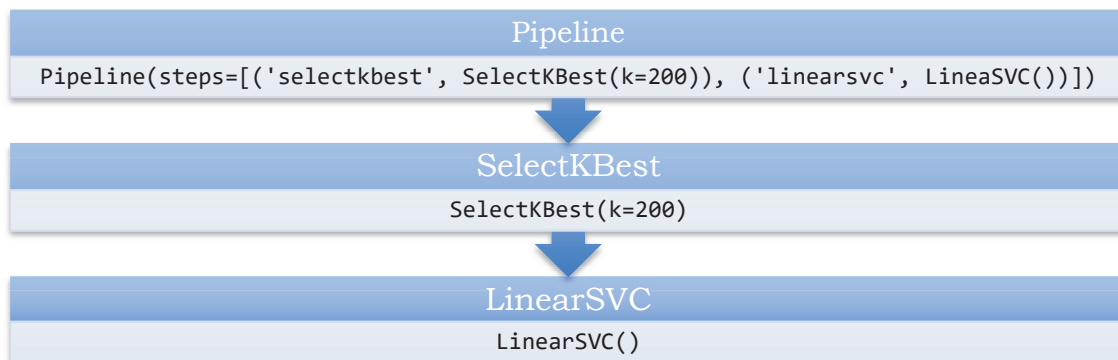 Pipeline
Pipeline(steps=[('selectkbest', SelectKBest(k=200)), ('linearsvc', LineaSVC())])
SelectKBest
SelectKBest(k=200)
LinearSVC
LinearSVC()